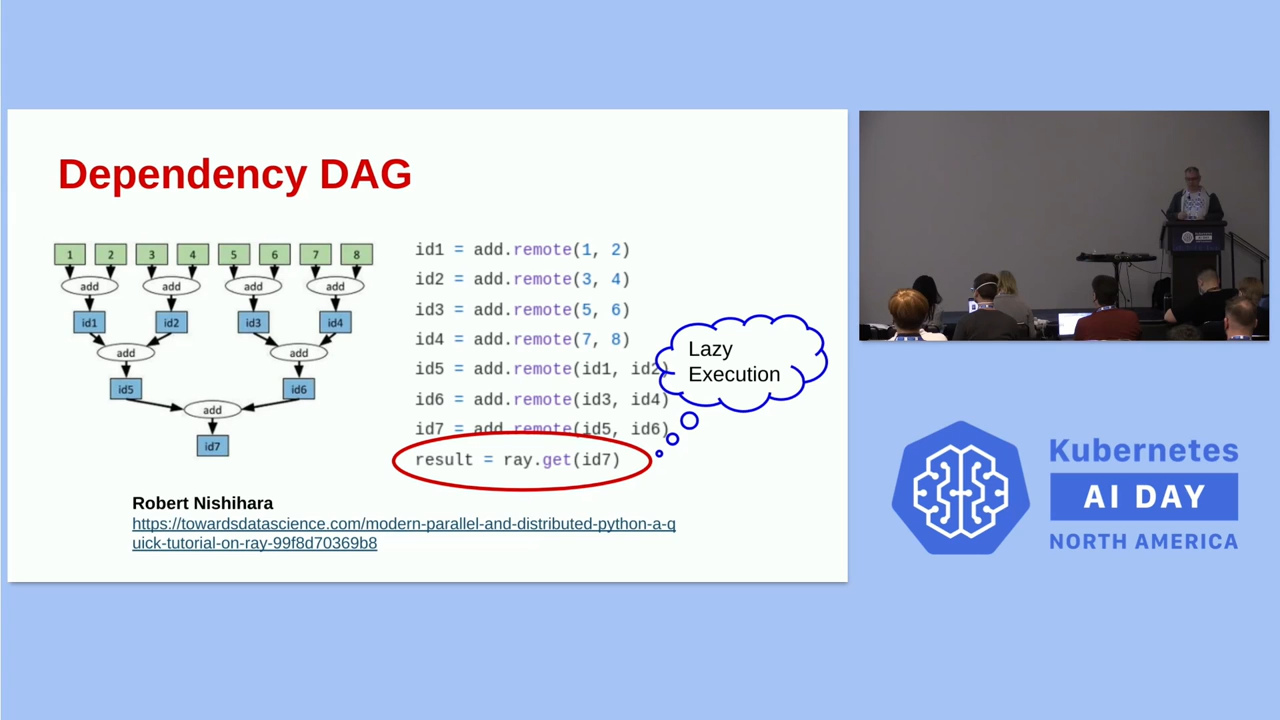 Dependency DAG
1 2 3 4 5 6 7 8
add add add add
id1 id2 id3 id4
add add
id5 id6
add
id7
id1 = add.remote(1, 2)
id2 = add.remote(3, 4)
id3 = add.remote(5, 6)
id4 = add.remote(7, 8)
id5 = add.remote(id1, id2)
id6 = add.remote(id3, id4)
id7 = add.remote(id5, id6)
result = ray.get(id7)
Lazy
Execution
Robert Nishihara
https://towardsdatascience.com/modern-parallel-and-distributed-python-a-q
uick-tutorial-on-ray-99f8d70369b8
Kubernetes
AI DAY
NORTH AMERICA